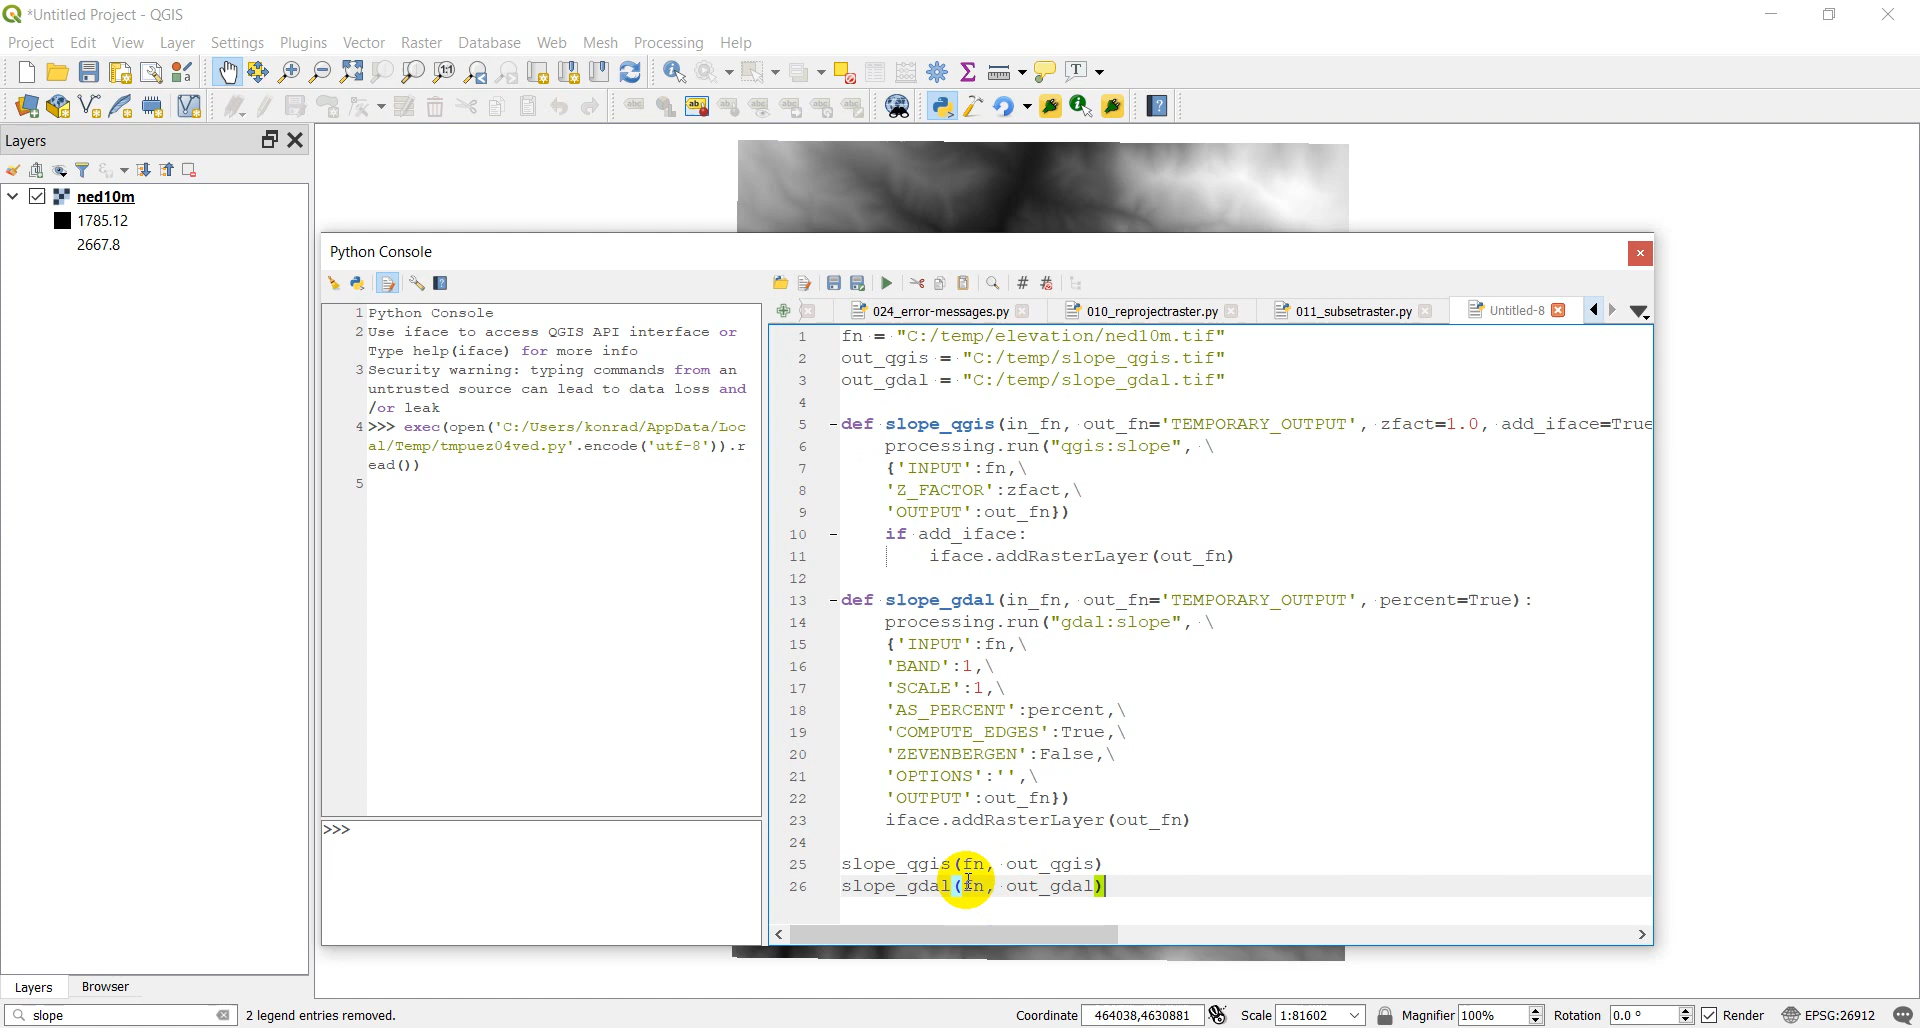 *Untitled Project - QGIS
Project Edit View Layer Settings Plugins Vector Raster Database Web Mesh Processing Help
Layers
ned10m
1785.12
2667.8
Python Console
024_error-messages.py
010_reprojectraster.py
011_subsetraster.py
Untitled-8
1 Python Console
2 Use iface to access QGIS API interface or
Type help(iface) for more info
3 Security warning: typing commands from an
untrusted source can lead to data loss and
/or leak
4 >>> exec(open('C:/Users/konrad/AppData/Loc
al/Temp/tmpuez04ved.py'.encode('utf-8')).r
ead())
5
>>>
1 fn = "C:/temp/elevation/ned10m.tif"
2 out_qgis = "C:/temp/slope_qgis.tif"
3 out_gdal = "C:/temp/slope_gdal.tif"
4
5 def slope_qgis(in_fn, out_fn='TEMPORARY_OUTPUT', zfact=1.0, add_iface=True
6 processing.run("qgis:slope", \
7 {'INPUT':fn,\
8 'Z_FACTOR':zfact,\
9 'OUTPUT':out_fn})
10 if add_iface:
11 iface.addRasterLayer(out_fn)
12
13 def slope_gdal(in_fn, out_fn='TEMPORARY_OUTPUT', percent=True):
14 processing.run("gdal:slope", \
15 {'INPUT':fn,\
16 'BAND':1,\
17 'SCALE':1,\
18 'AS_PERCENT':percent,\
19 'COMPUTE_EDGES':True,\
20 'ZEVENBERGEN':False,\
21 'OPTIONS':'',\
22 'OUTPUT':out_fn})
23 iface.addRasterLayer(out_fn)
24
25 slope_qgis(fn, out_qgis)
26 slope_gdal(fn, out_gdal)
Layers Browser
slope 2 legend entries removed. Coordinate 464038,4630881 Scale 1:81602 Magnifier 100% Rotation 0.0 ° Render EPSG:26912